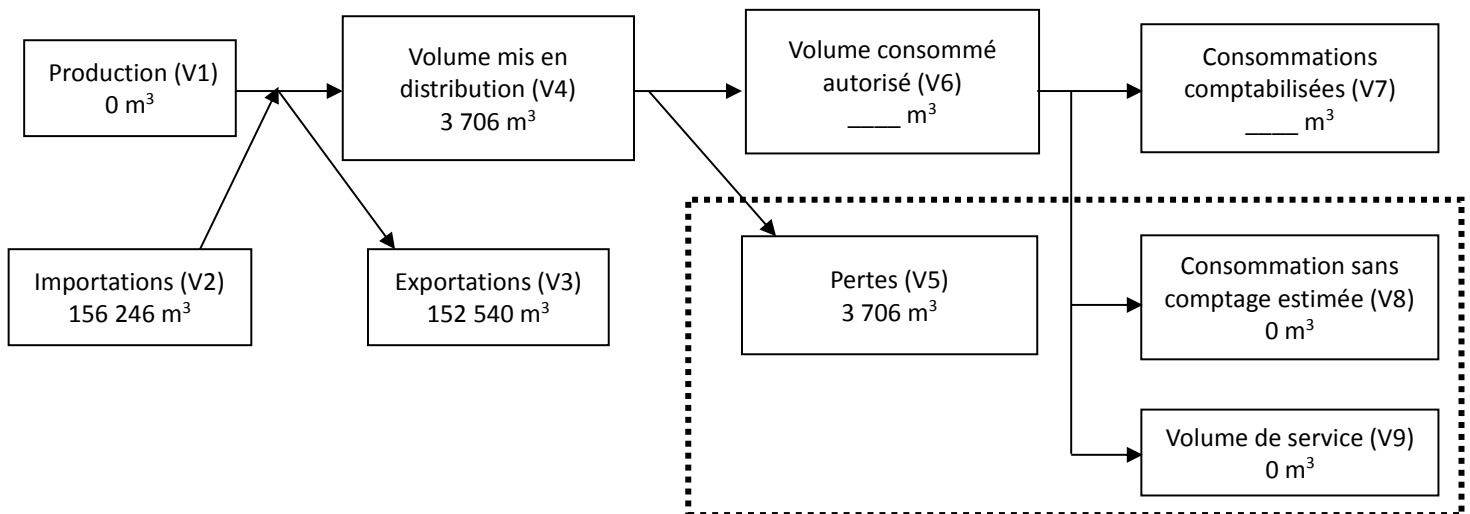 Production (V1)
0 m³
Volume mis en
distribution (V4)
3 706 m³
Volume consommé
autorisé (V6)
____ m³
Consommations
comptabilisées (V7)
____ m³
Importations (V2)
156 246 m³
Exportations (V3)
152 540 m³
Pertes (V5)
3 706 m³
Consommation sans
comptage estimée (V8)
0 m³
Volume de service (V9)
0 m³